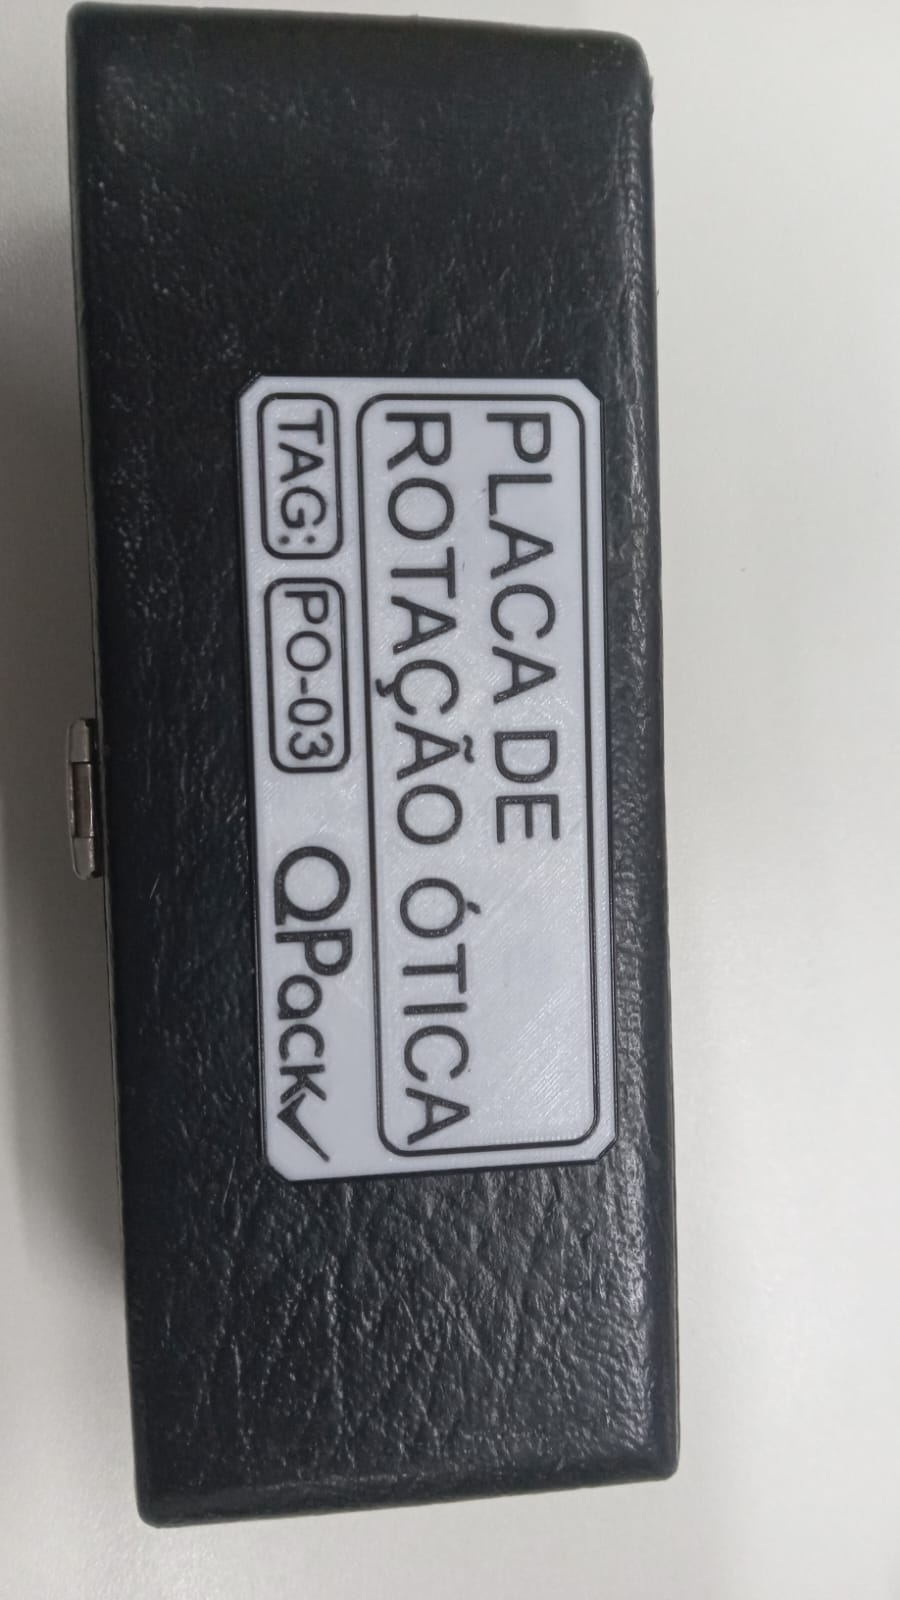 PLACA DE
ROTAÇÃO ÓTICA
TAG: PO-03 QPack